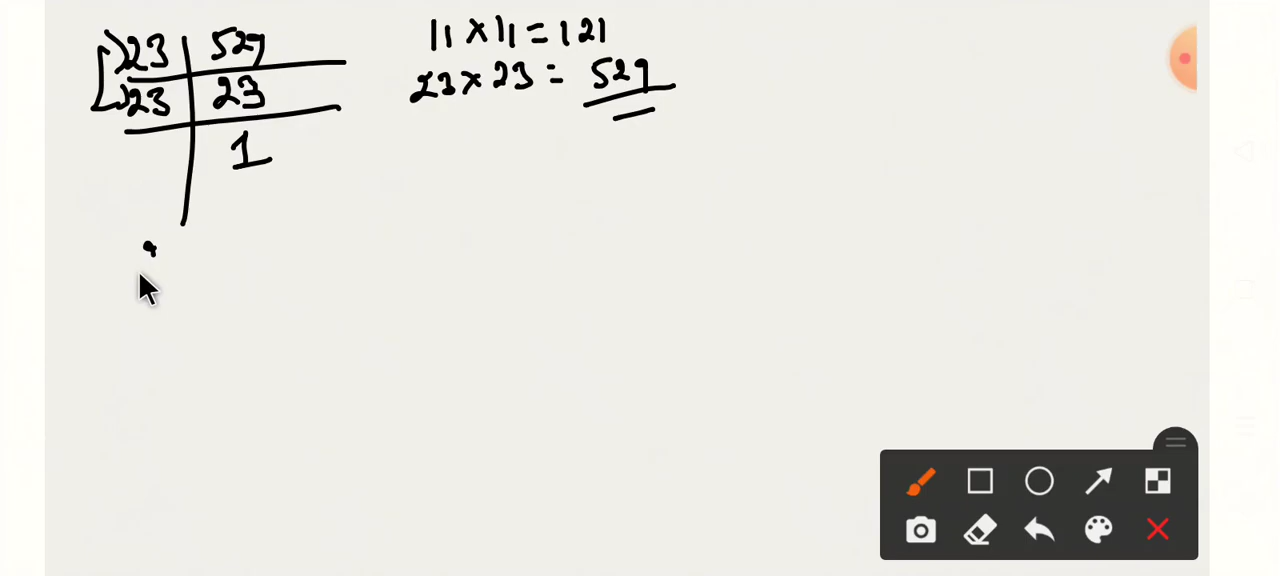 23 | 529
23 | 23
1
11 × 11 = 121
23 × 23 = 529